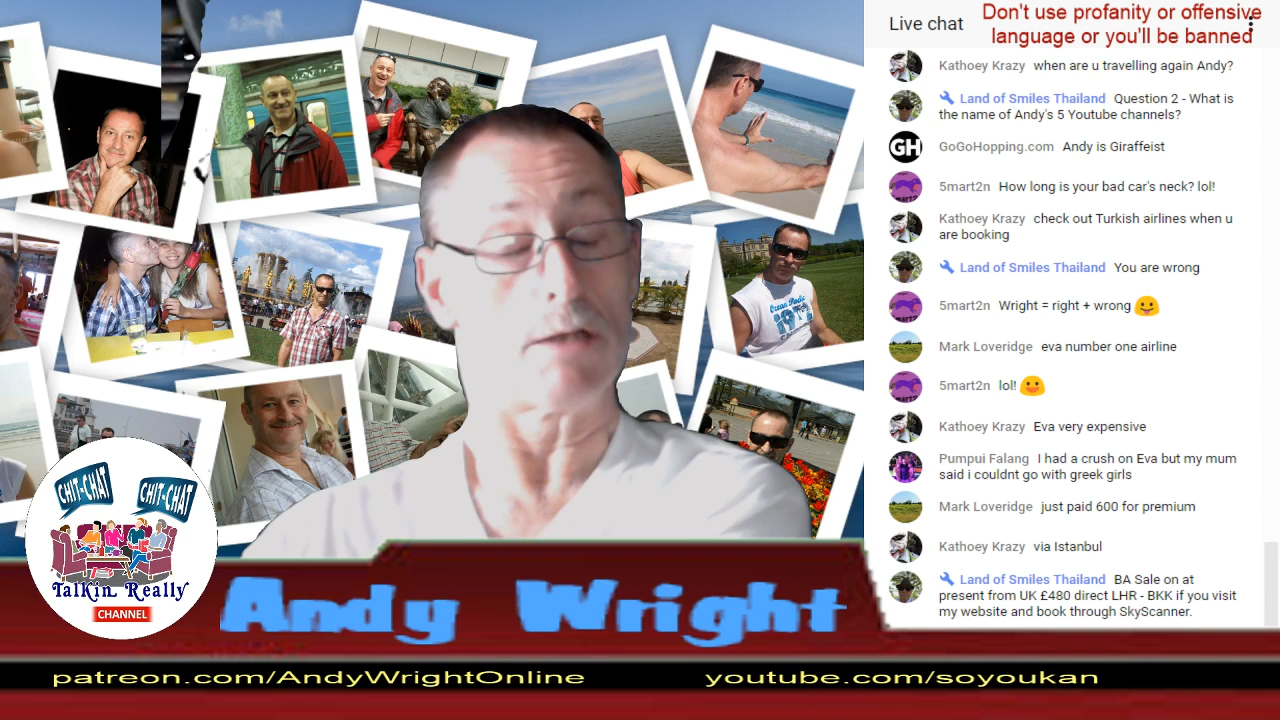 Live chat
Don't use profanity or offensive
language or you'll be banned
Kathoey Krazy when are u travelling again Andy?
Land of Smiles Thailand Question 2 - What is
the name of Andy's 5 Youtube channels?
GH
GoGoHopping.com Andy is Giraffeist
5mart2n How long is your bad car's neck? lol!
Kathoey Krazy check out Turkish airlines when u
are booking
Land of Smiles Thailand You are wrong
5mart2n Wright = right + wrong 😛
Mark Loveridge eva number one airline
5mart2n lol! 😀
Kathoey Krazy Eva very expensive
Pumpui Falang I had a crush on Eva but my mum
said i couldnt go with greek girls
Mark Loveridge just paid 600 for premium
Kathoey Krazy via Istanbul
Land of Smiles Thailand BA Sale on at
present from UK £480 direct LHR - BKK if you visit
my website and book through SkyScanner.
CHIT-CHAT
CHIT-CHAT
TalKin Really
CHANNEL
Andy Wright
patreon.com/AndyWrightOnline
youtube.com/soyoukan